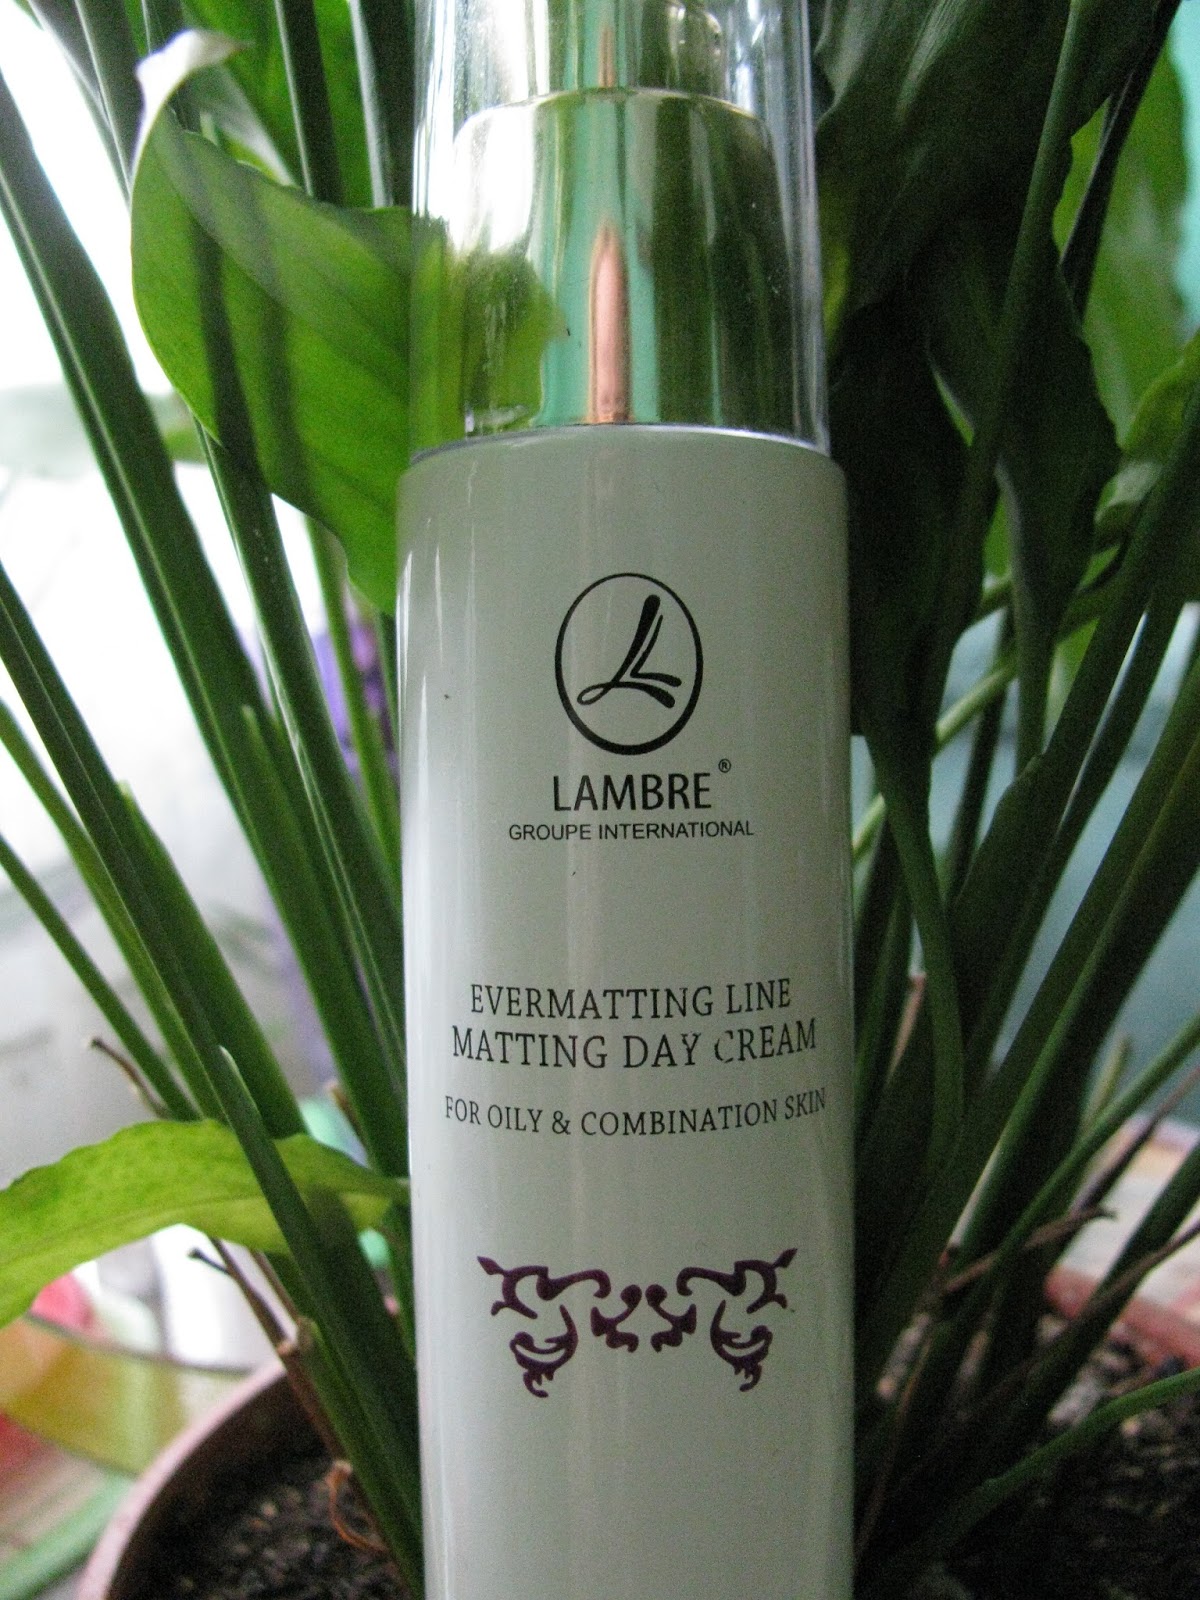 LAMBRE®
GROUPE INTERNATIONAL
EVERMATTING LINE
MATTING DAY CREAM
FOR OILY & COMBINATION SKIN